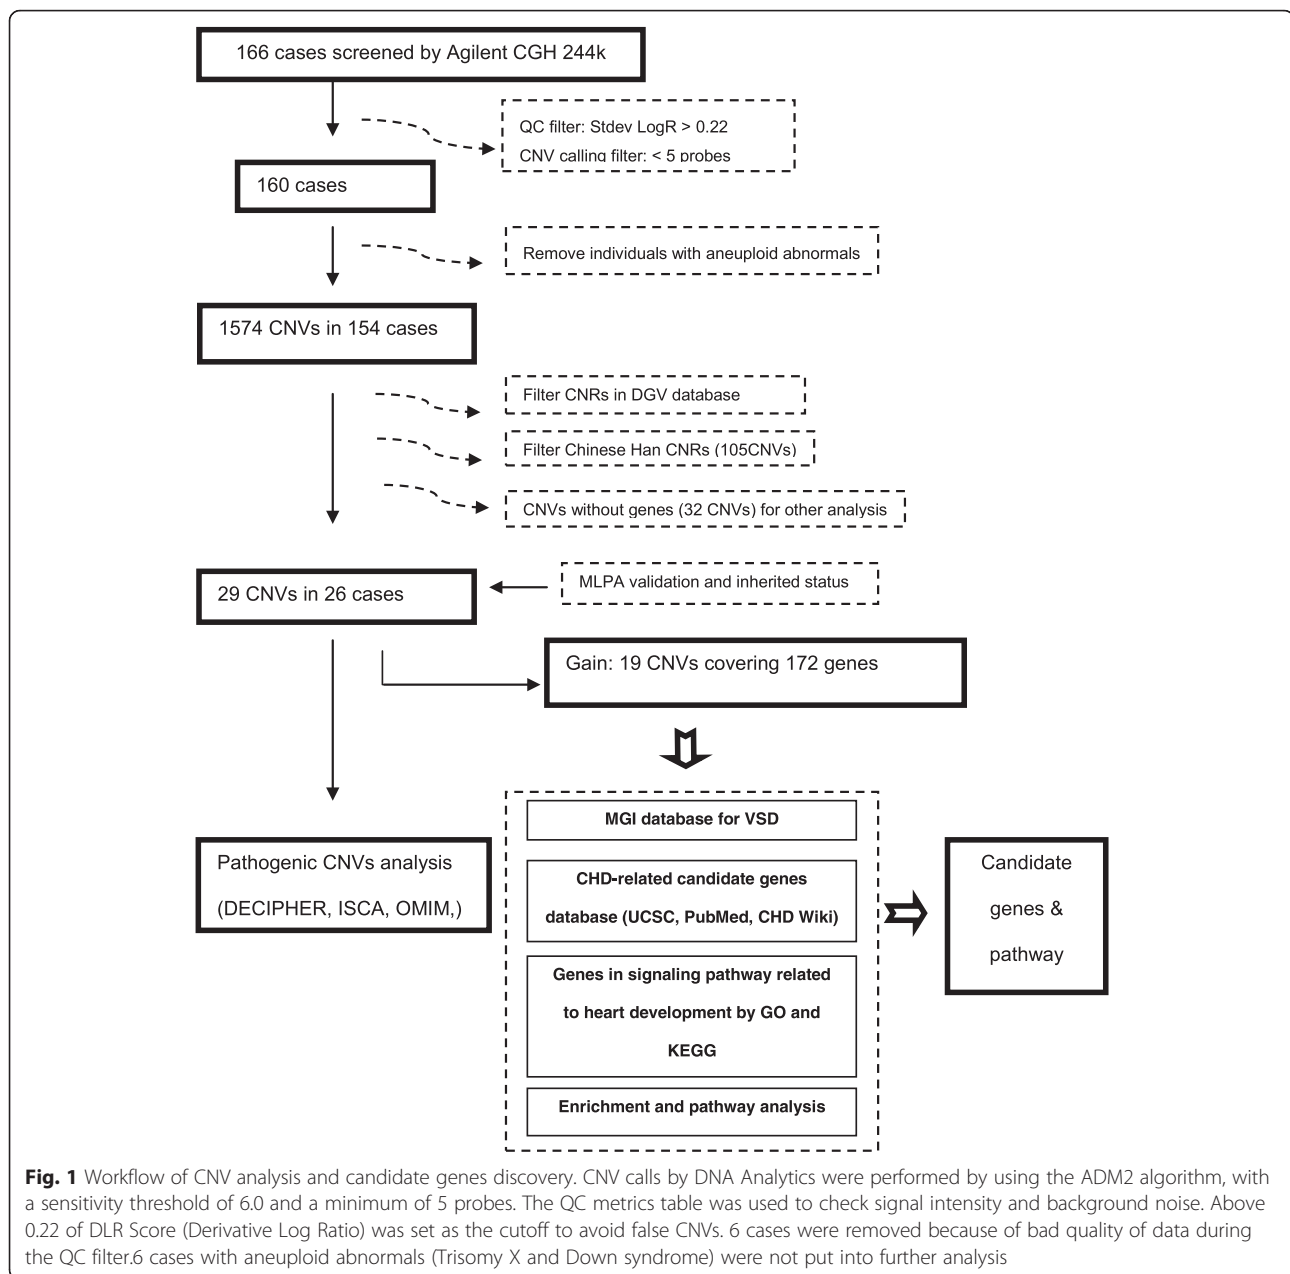 166 cases screened by Agilent CGH 244k
QC filter: Stdev LogR > 0.22
CNV calling filter: < 5 probes
160 cases
Remove individuals with aneuploid abnormals
1574 CNVs in 154 cases
Filter CNRs in DGV database
Filter Chinese Han CNRs (105CNVs)
CNVs without genes (32 CNVs) for other analysis
29 CNVs in 26 cases
MLPA validation and inherited status
Gain: 19 CNVs covering 172 genes
MGI database for VSD
Pathogenic CNVs analysis
(DECIPHER, ISCA, OMIM,)
CHD-related candidate genes
database (UCSC, PubMed, CHD Wiki)
Genes in signaling pathway related
to heart development by GO and
KEGG
Enrichment and pathway analysis
Candidate
genes &
pathway
Fig. 1 Workflow of CNV analysis and candidate genes discovery. CNV calls by DNA Analytics were performed by using the ADM2 algorithm, with
a sensitivity threshold of 6.0 and a minimum of 5 probes. The QC metrics table was used to check signal intensity and background noise. Above
0.22 of DLR Score (Derivative Log Ratio) was set as the cutoff to avoid false CNVs. 6 cases were removed because of bad quality of data during
the QC filter.6 cases with aneuploid abnormals (Trisomy X and Down syndrome) were not put into further analysis